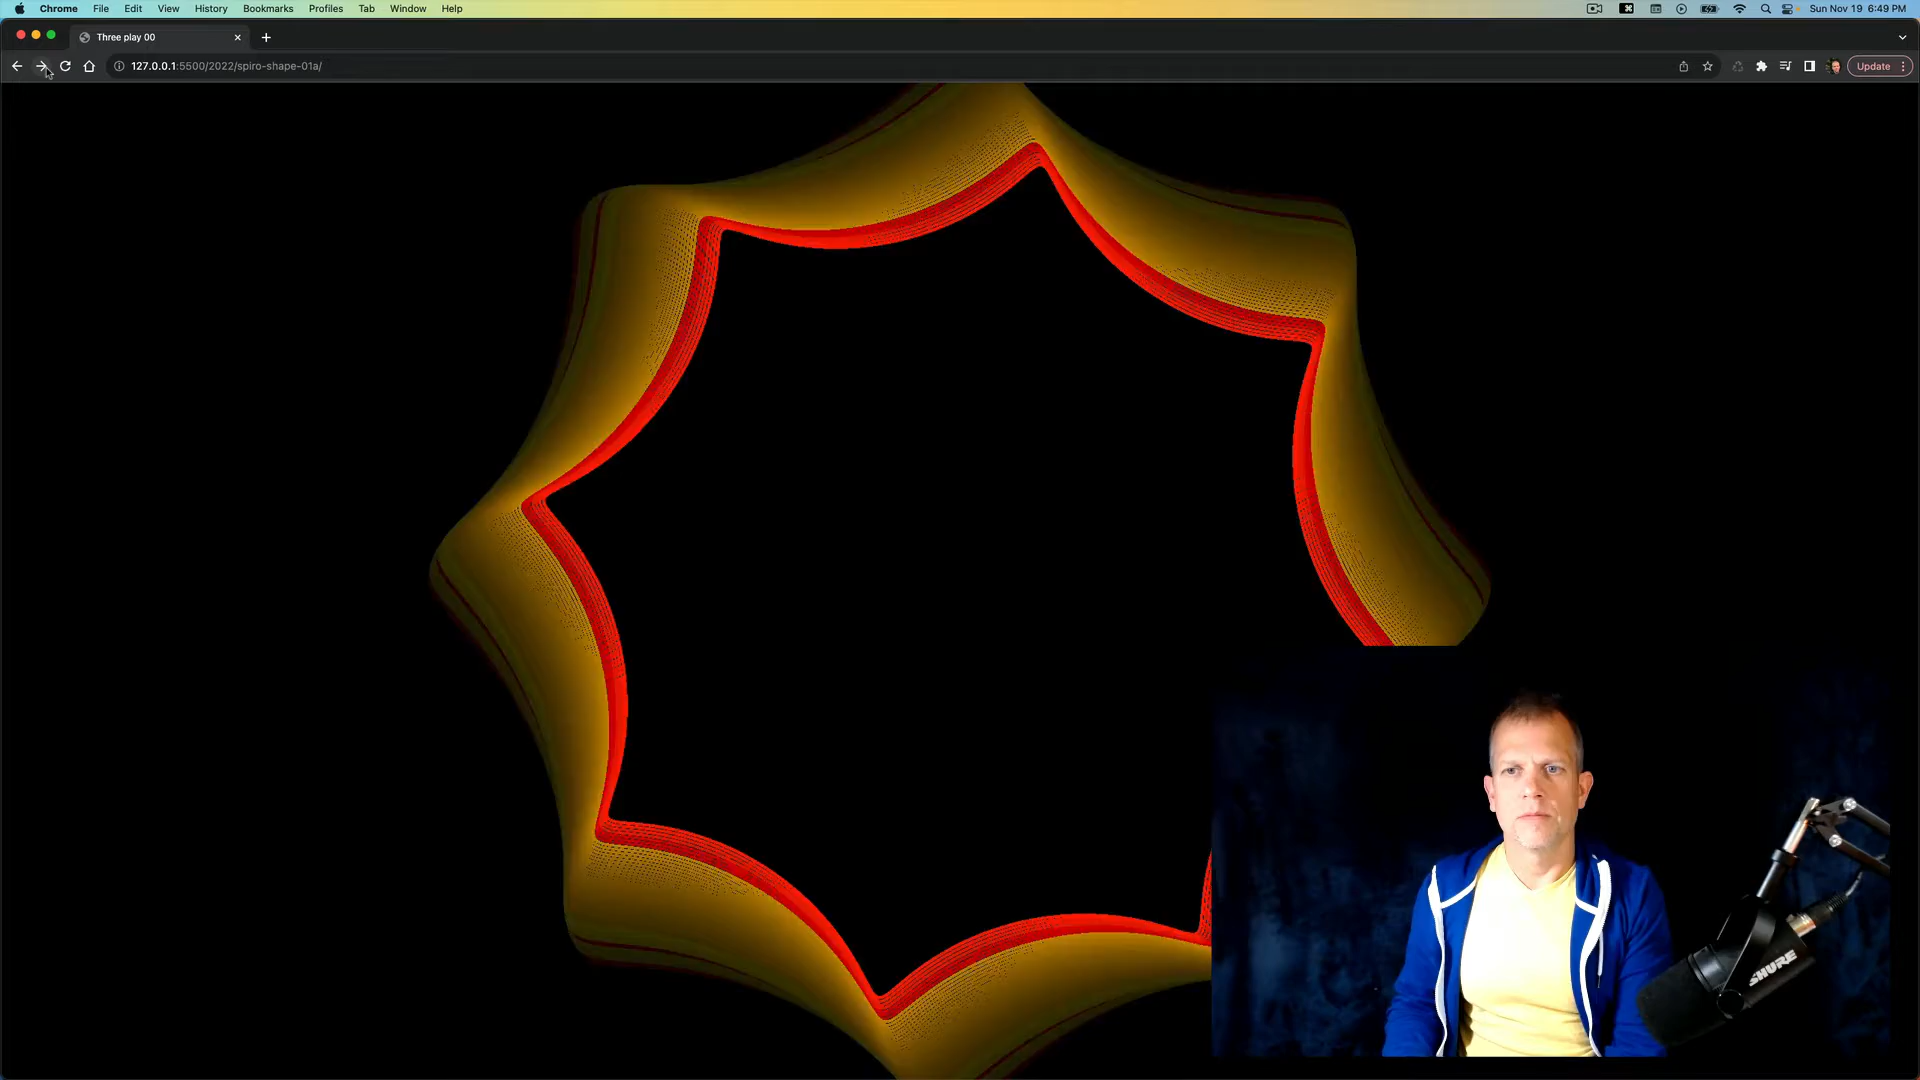 Chrome File Edit View History Bookmarks Profiles Tab Window Help Sun Nov 19 6:49 PM
Three play 00
127.0.0.1:5500/2022/spiro-shape-01a/ Update
SHURE